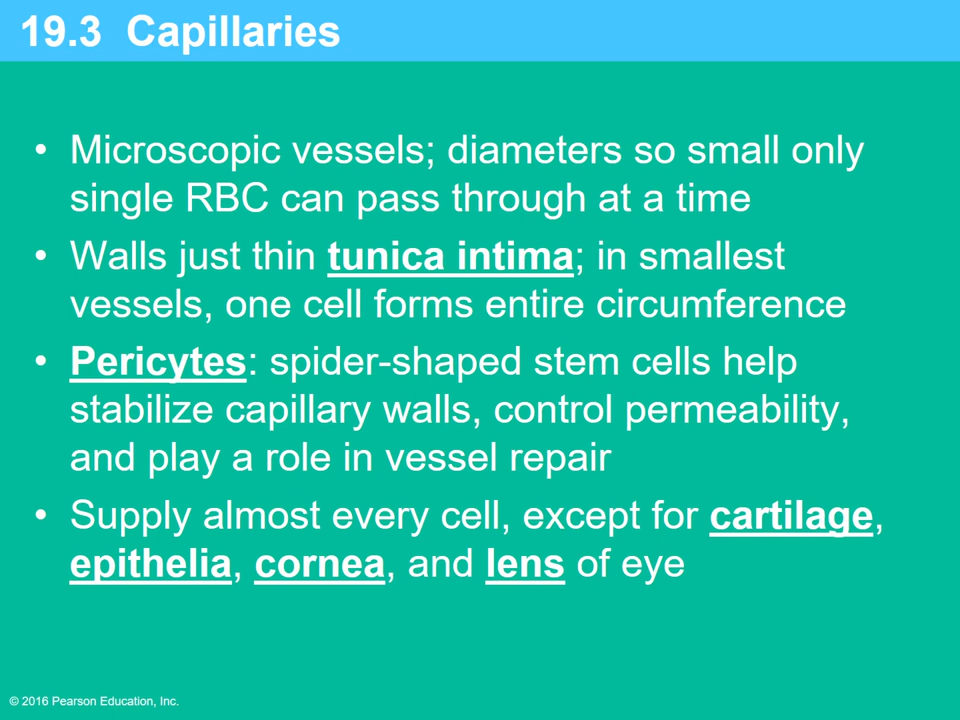 19.3 Capillaries
• Microscopic vessels; diameters so small only
single RBC can pass through at a time
• Walls just thin tunica intima; in smallest
vessels, one cell forms entire circumference
• Pericytes: spider-shaped stem cells help
stabilize capillary walls, control permeability,
and play a role in vessel repair
• Supply almost every cell, except for cartilage,
epithelia, cornea, and lens of eye
© 2016 Pearson Education, Inc.